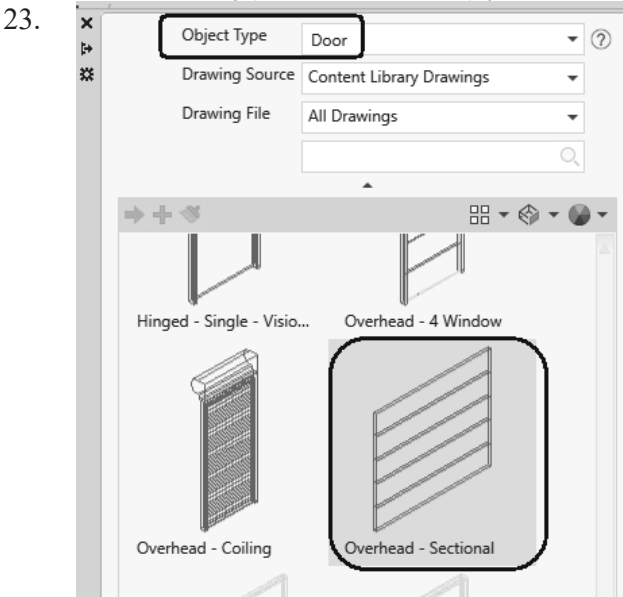 23.
Object Type Door
Drawing Source Content Library Drawings
Drawing File All Drawings
Hinged - Single - Visio... Overhead - 4 Window
Overhead - Coiling Overhead - Sectional